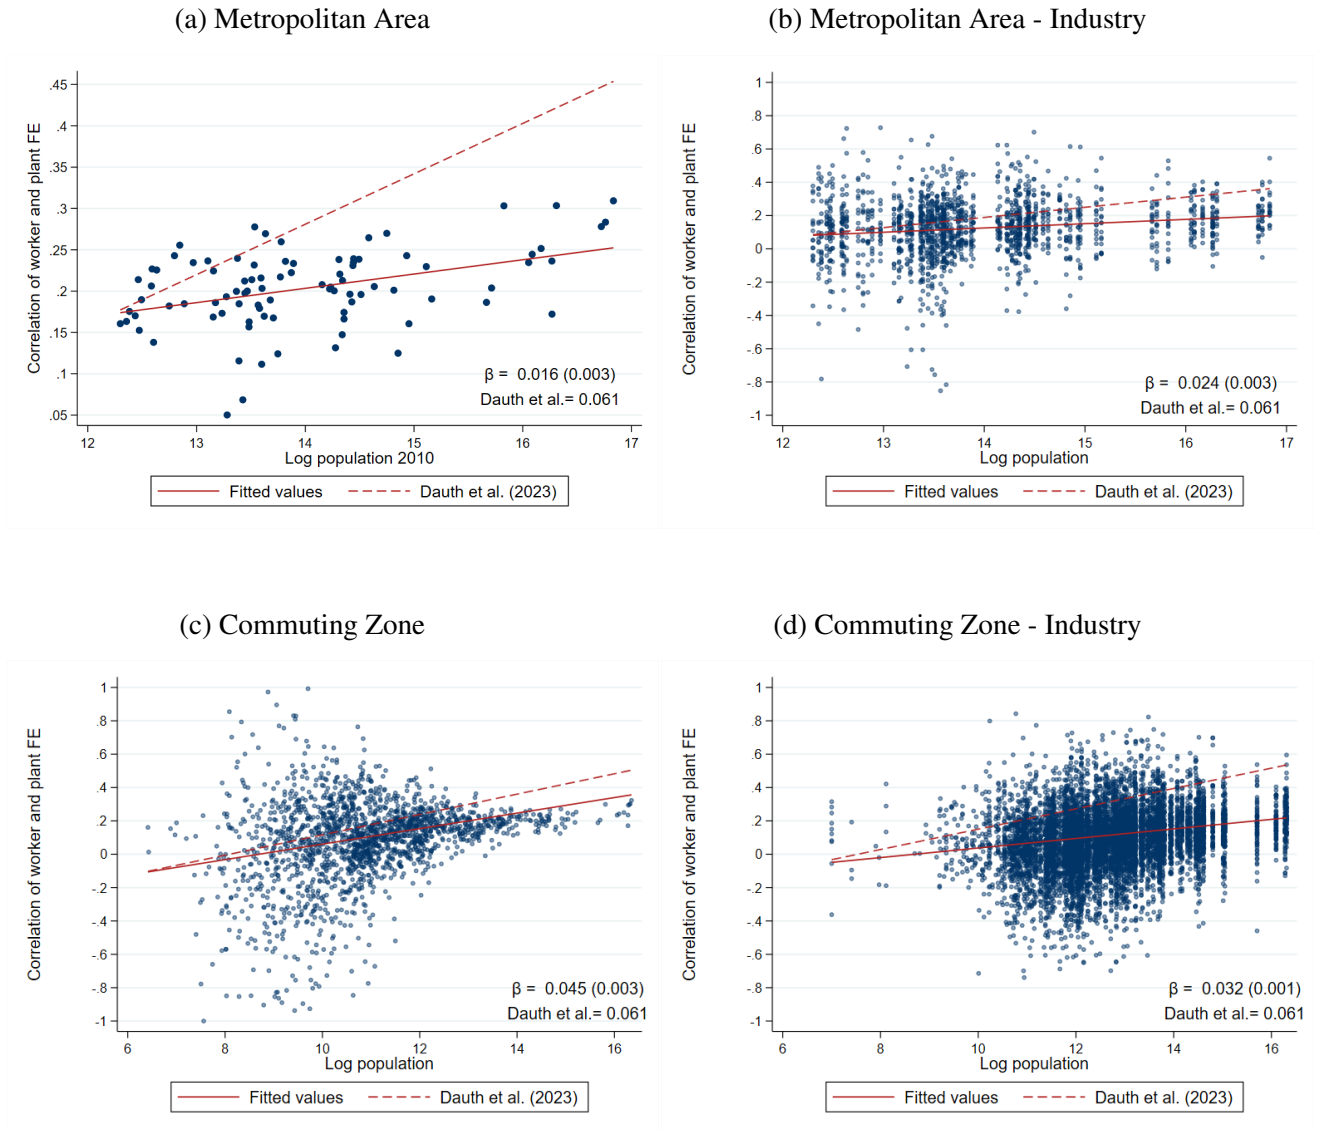 (a) Metropolitan Area
Correlation of worker and plant FE
.45
.4
.35
.3
.25
.2
.15
.1
.05
β = 0.016 (0.003)
Dauth et al.= 0.061
12 13 14 15 16 17
Log population 2010
Fitted values Dauth et al. (2023)
(b) Metropolitan Area - Industry
Correlation of worker and plant FE
1
.8
.6
.4
.2
0
-.2
-.4
-.6
-.8
-1
β = 0.024 (0.003)
Dauth et al.= 0.061
12 13 14 15 16 17
Log population
Fitted values Dauth et al. (2023)
(c) Commuting Zone
Correlation of worker and plant FE
1
.8
.6
.4
.2
0
-.2
-.4
-.6
-.8
-1
β = 0.045 (0.003)
Dauth et al.= 0.061
6 8 10 12 14 16
Log population
Fitted values Dauth et al. (2023)
(d) Commuting Zone - Industry
Correlation of worker and plant FE
1
.8
.6
.4
.2
0
-.2
-.4
-.6
-.8
-1
β = 0.032 (0.001)
Dauth et al.= 0.061
6 8 10 12 14 16
Log population
Fitted values Dauth et al. (2023)